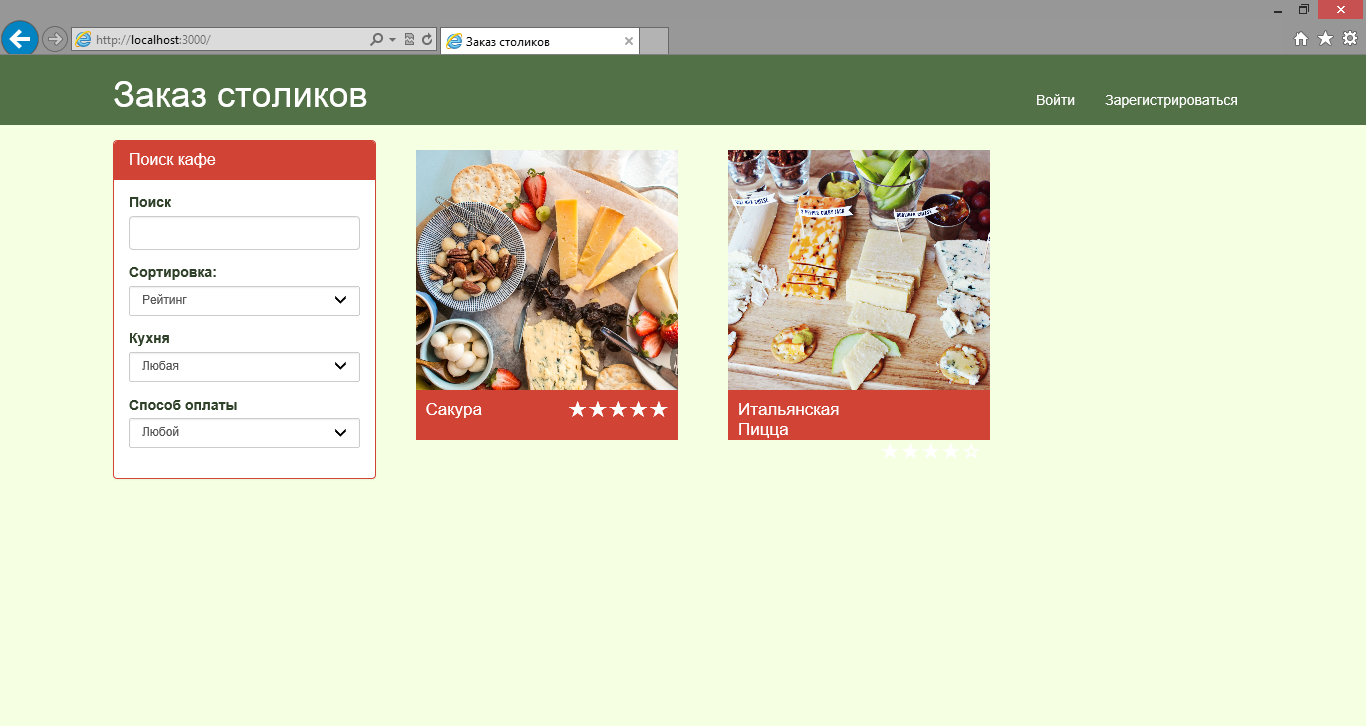 http://localhost:3000/
Заказ столиков
Заказ столиков
Войти
Зарегистрироваться
Поиск кафе
Поиск
Сортировка:
Рейтинг
Кухня
Любая
Способ оплаты
Любой
Сакура
Итальянская
Пицца